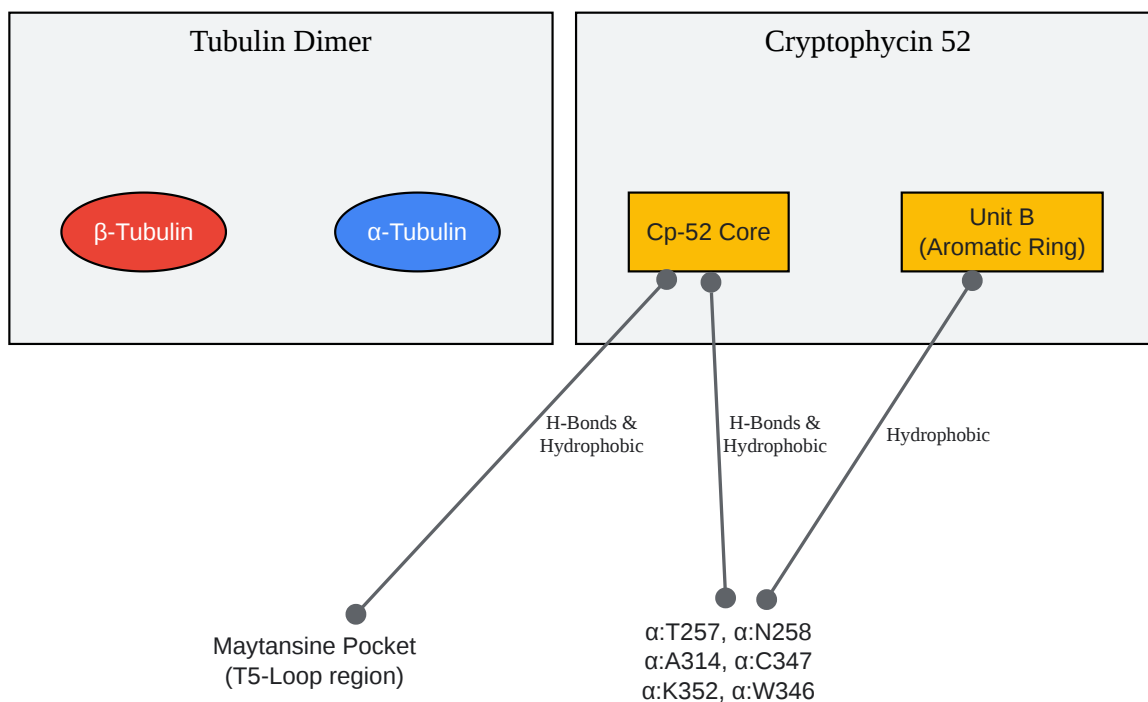 Tubulin Dimer
Cryptophycin 52
β-Tubulin
α-Tubulin
Cp-52 Core
Unit B
(Aromatic Ring)
H-Bonds &
Hydrophobic
H-Bonds &
Hydrophobic
Hydrophobic
Maytansine Pocket
(T5-Loop region)
α:T257, α:N258
α:A314, α:C347
α:K352, α:W346